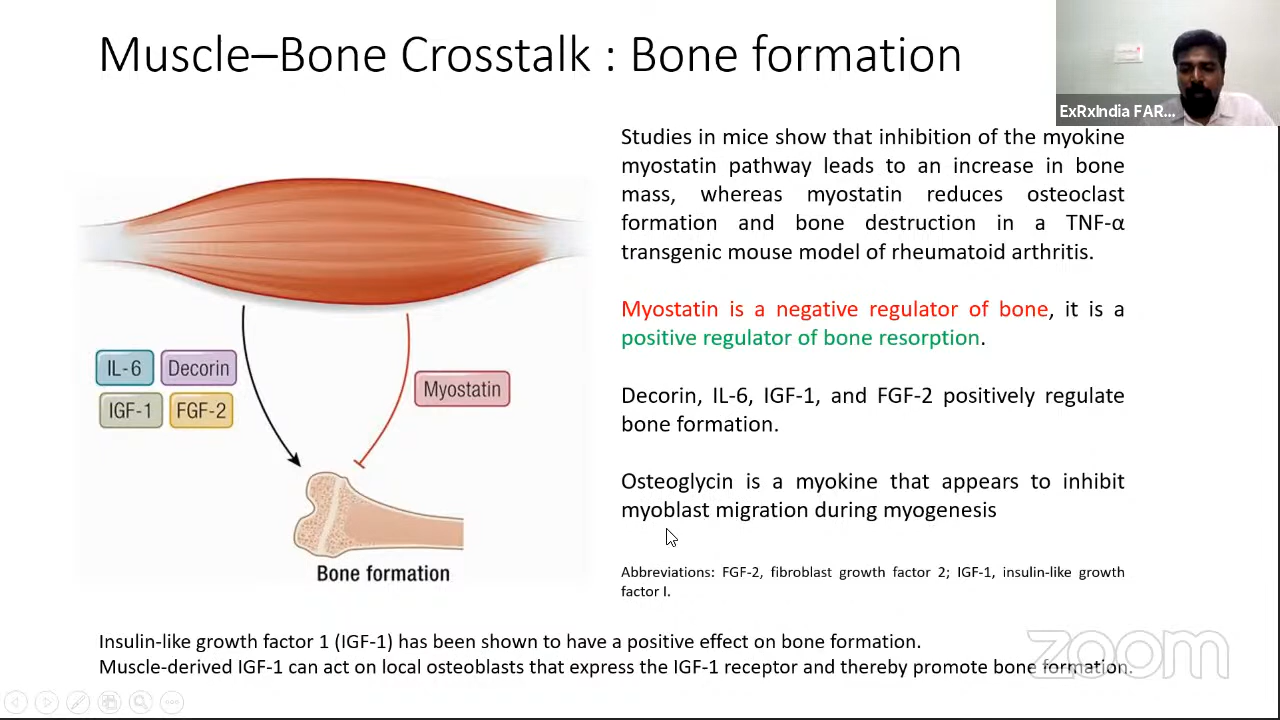 Muscle–Bone Crosstalk : Bone formation
ExRxIndia FAR...
Studies in mice show that inhibition of the myokine
myostatin pathway leads to an increase in bone
mass, whereas myostatin reduces osteoclast
formation and bone destruction in a TNF-α
transgenic mouse model of rheumatoid arthritis.
Myostatin is a negative regulator of bone, it is a
positive regulator of bone resorption.
Decorin, IL-6, IGF-1, and FGF-2 positively regulate
bone formation.
Osteoglycin is a myokine that appears to inhibit
myoblast migration during myogenesis
Abbreviations: FGF-2, fibroblast growth factor 2; IGF-1, insulin-like growth
factor I.
IL-6 Decorin
IGF-1 FGF-2
Myostatin
Bone formation
Insulin-like growth factor 1 (IGF-1) has been shown to have a positive effect on bone formation.
Muscle-derived IGF-1 can act on local osteoblasts that express the IGF-1 receptor and thereby promote bone formation.
zoom